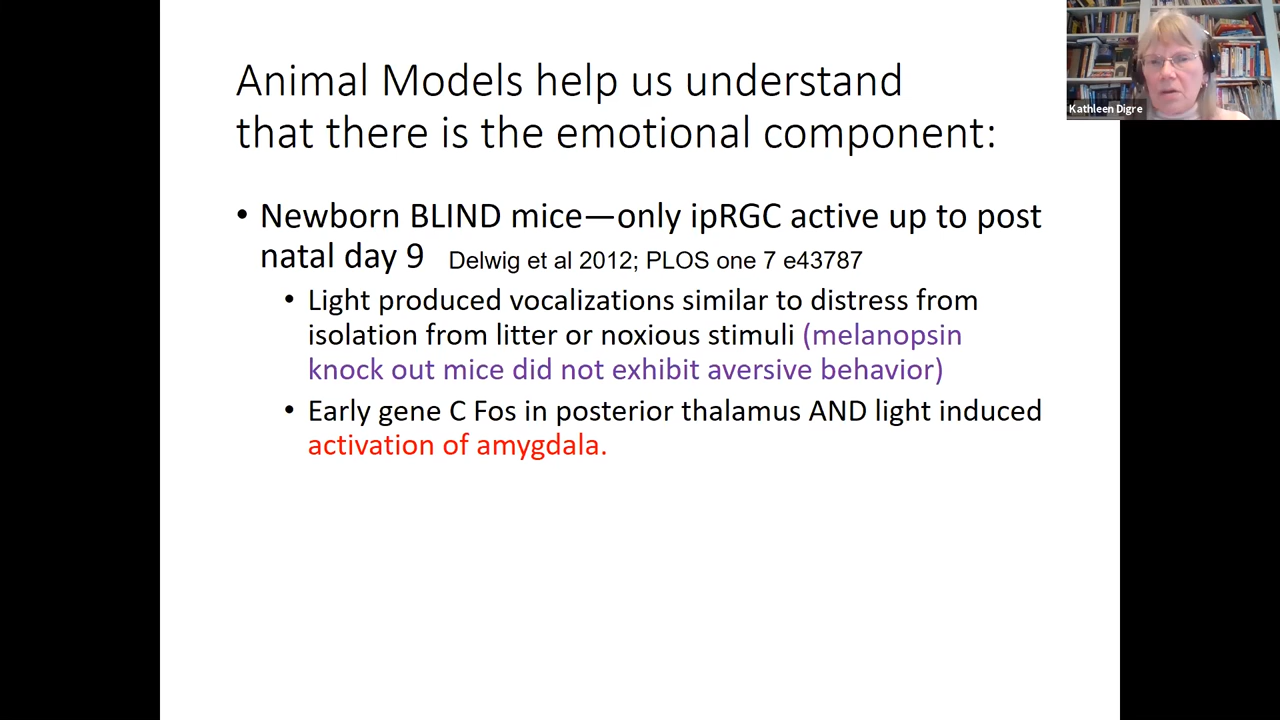 Animal Models help us understand
that there is the emotional component:
• Newborn BLIND mice—only ipRGC active up to post
natal day 9 Delwig et al 2012; PLOS one 7 e43787
• Light produced vocalizations similar to distress from
isolation from litter or noxious stimuli (melanopsin
knock out mice did not exhibit aversive behavior)
• Early gene C Fos in posterior thalamus AND light induced
activation of amygdala.
Kathleen Digre